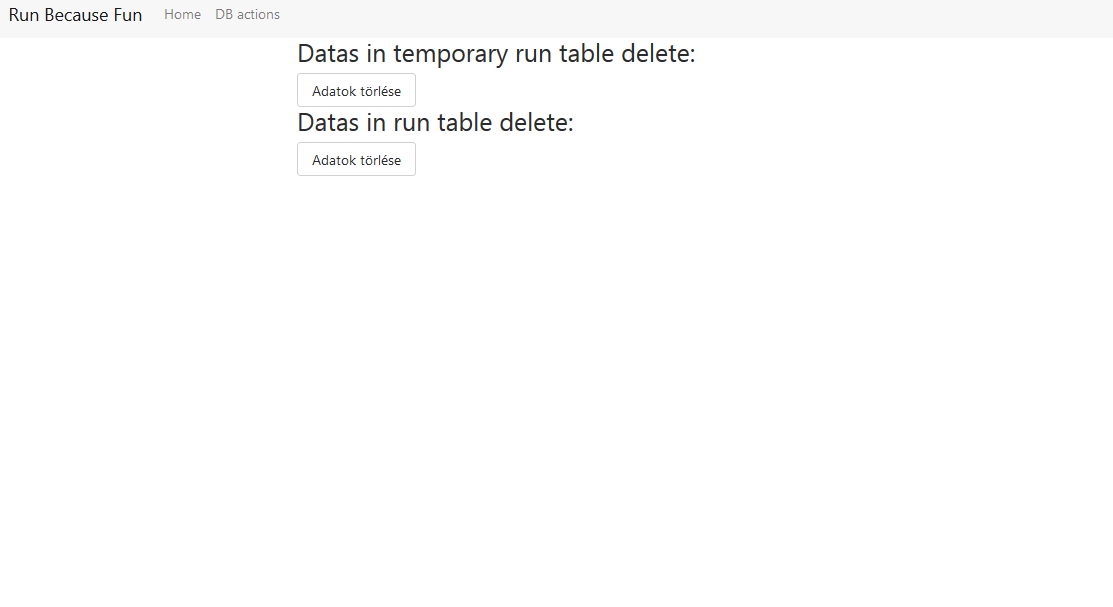 Run Because Fun Home DB actions
Datas in temporary run table delete:
Adatok törlése
Datas in run table delete:
Adatok törlése